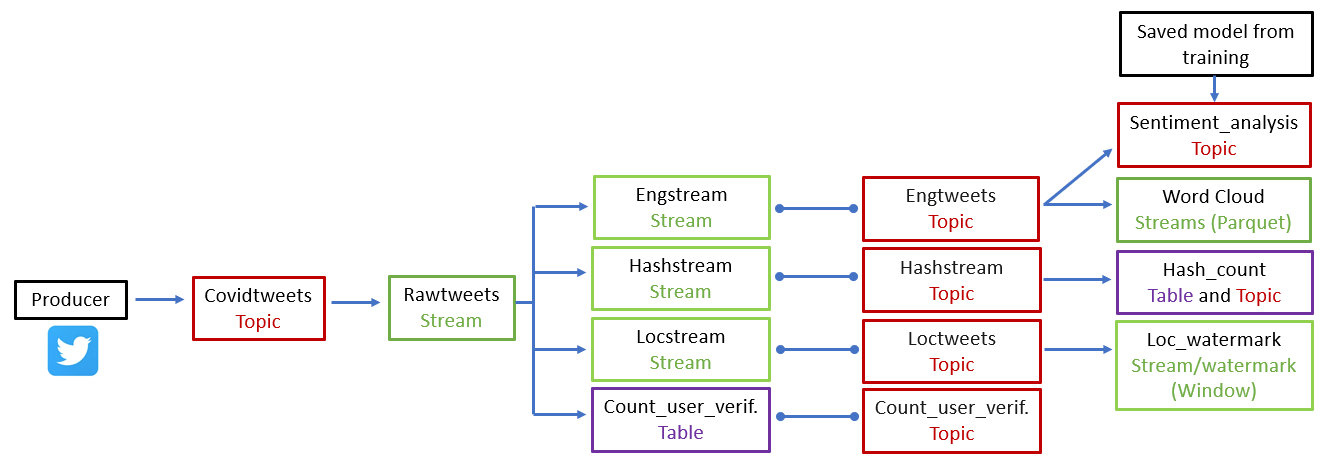 Producer
Covidtweets
Topic
Rawtweets
Stream
Engstream
Stream
Hashstream
Stream
Locstream
Stream
Count_user_verif.
Table
Engtweets
Topic
Hashstream
Topic
Loctweets
Topic
Count_user_verif.
Topic
Saved model from
training
Sentiment_analysis
Topic
Word Cloud
Streams (Parquet)
Hash_count
Table and Topic
Loc_watermark
Stream/watermark
(Window)